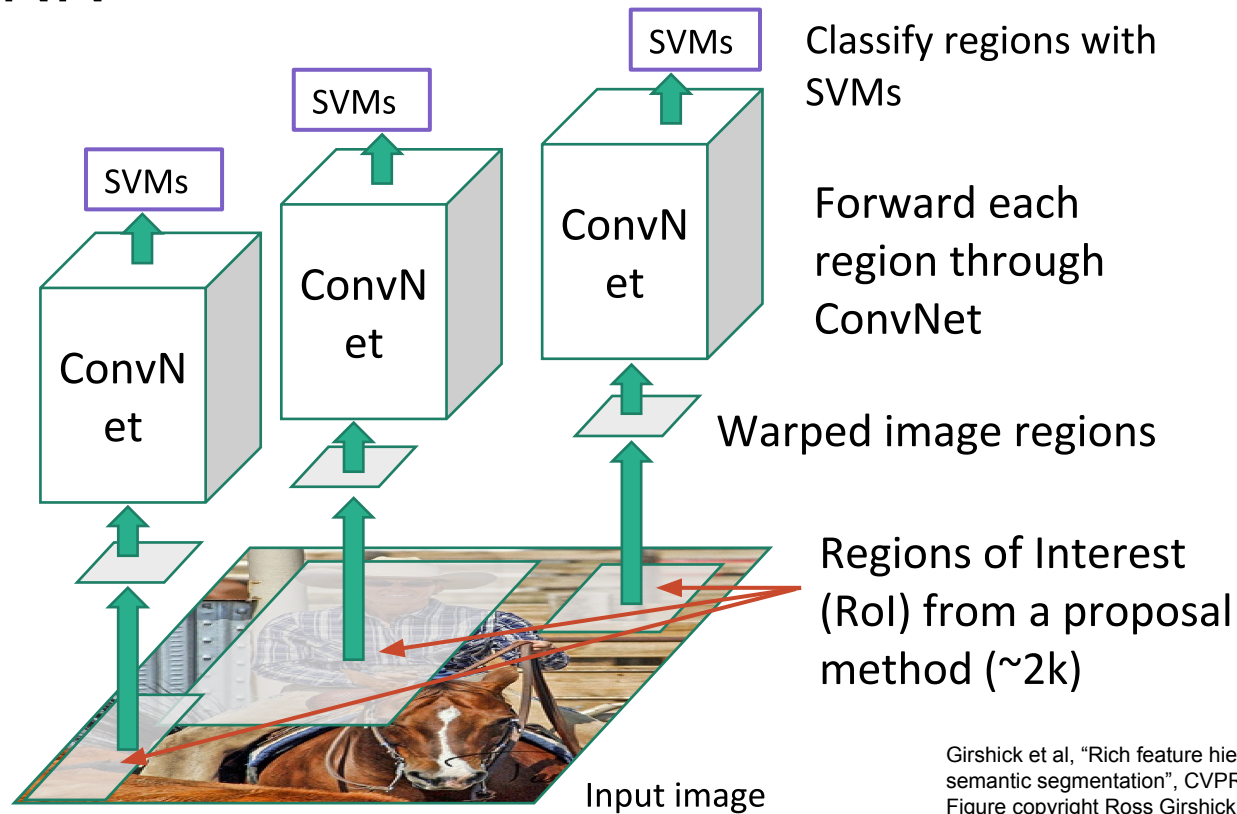 SVMs
Classify regions with
SVMs
SVMs
SVMs
Forward each
region through
ConvNet
ConvN
et
ConvN
et
ConvN
et
Warped image regions
Regions of Interest
(RoI) from a proposal
method (~2k)
Input image
Girshick et al, “Rich feature
semantic segmentation”,
Figure copyright Ross Girshick